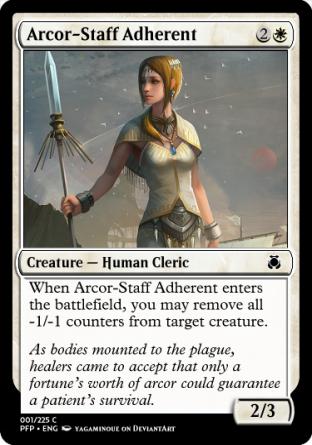 Arcor-Staff Adherent 2
Creature — Human Cleric
When Arcor-Staff Adherent enters
the battlefield, you may remove all
-1/-1 counters from target creature.
As bodies mounted to the plague,
healers came to accept that only a
fortune's worth of arcor could guarantee
a patient's survival.
2/3
001/225 C
PFP • ENG YAGAMINOUE ON DEVIANTART